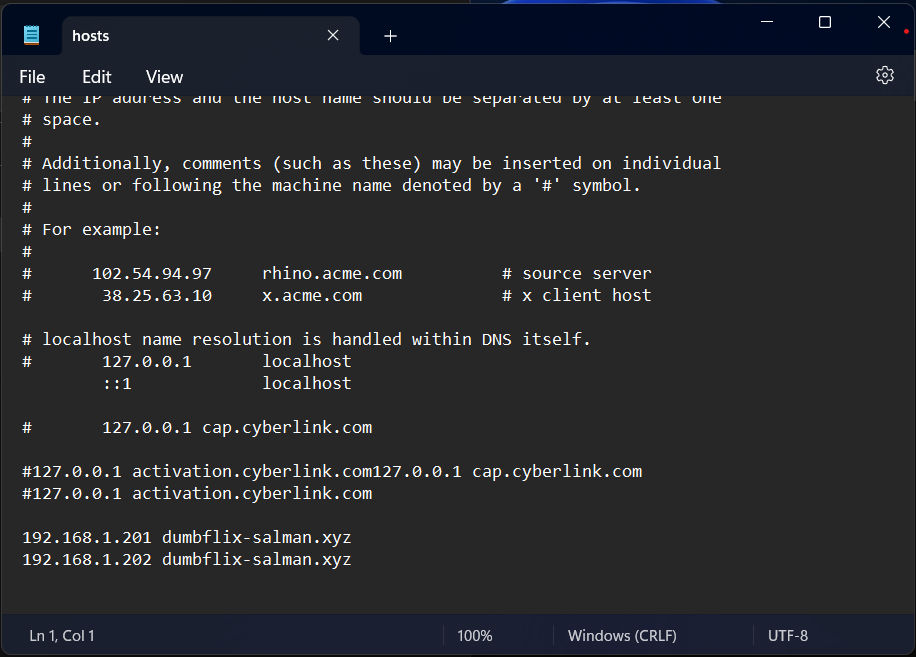 hosts
File Edit View
# The IP address and the host name should be separated by at least one
# space.
#
# Additionally, comments (such as these) may be inserted on individual
# lines or following the machine name denoted by a '#' symbol.
#
# For example:
#
#      102.54.94.97     rhino.acme.com          # source server
#       38.25.63.10     x.acme.com              # x client host
# localhost name resolution is handled within DNS itself.
#       127.0.0.1       localhost
        ::1             localhost
#       127.0.0.1 cap.cyberlink.com
#127.0.0.1 activation.cyberlink.com127.0.0.1 cap.cyberlink.com
#127.0.0.1 activation.cyberlink.com
192.168.1.201 dumbflix-salman.xyz
192.168.1.202 dumbflix-salman.xyz
Ln 1, Col 1 100% Windows (CRLF) UTF-8